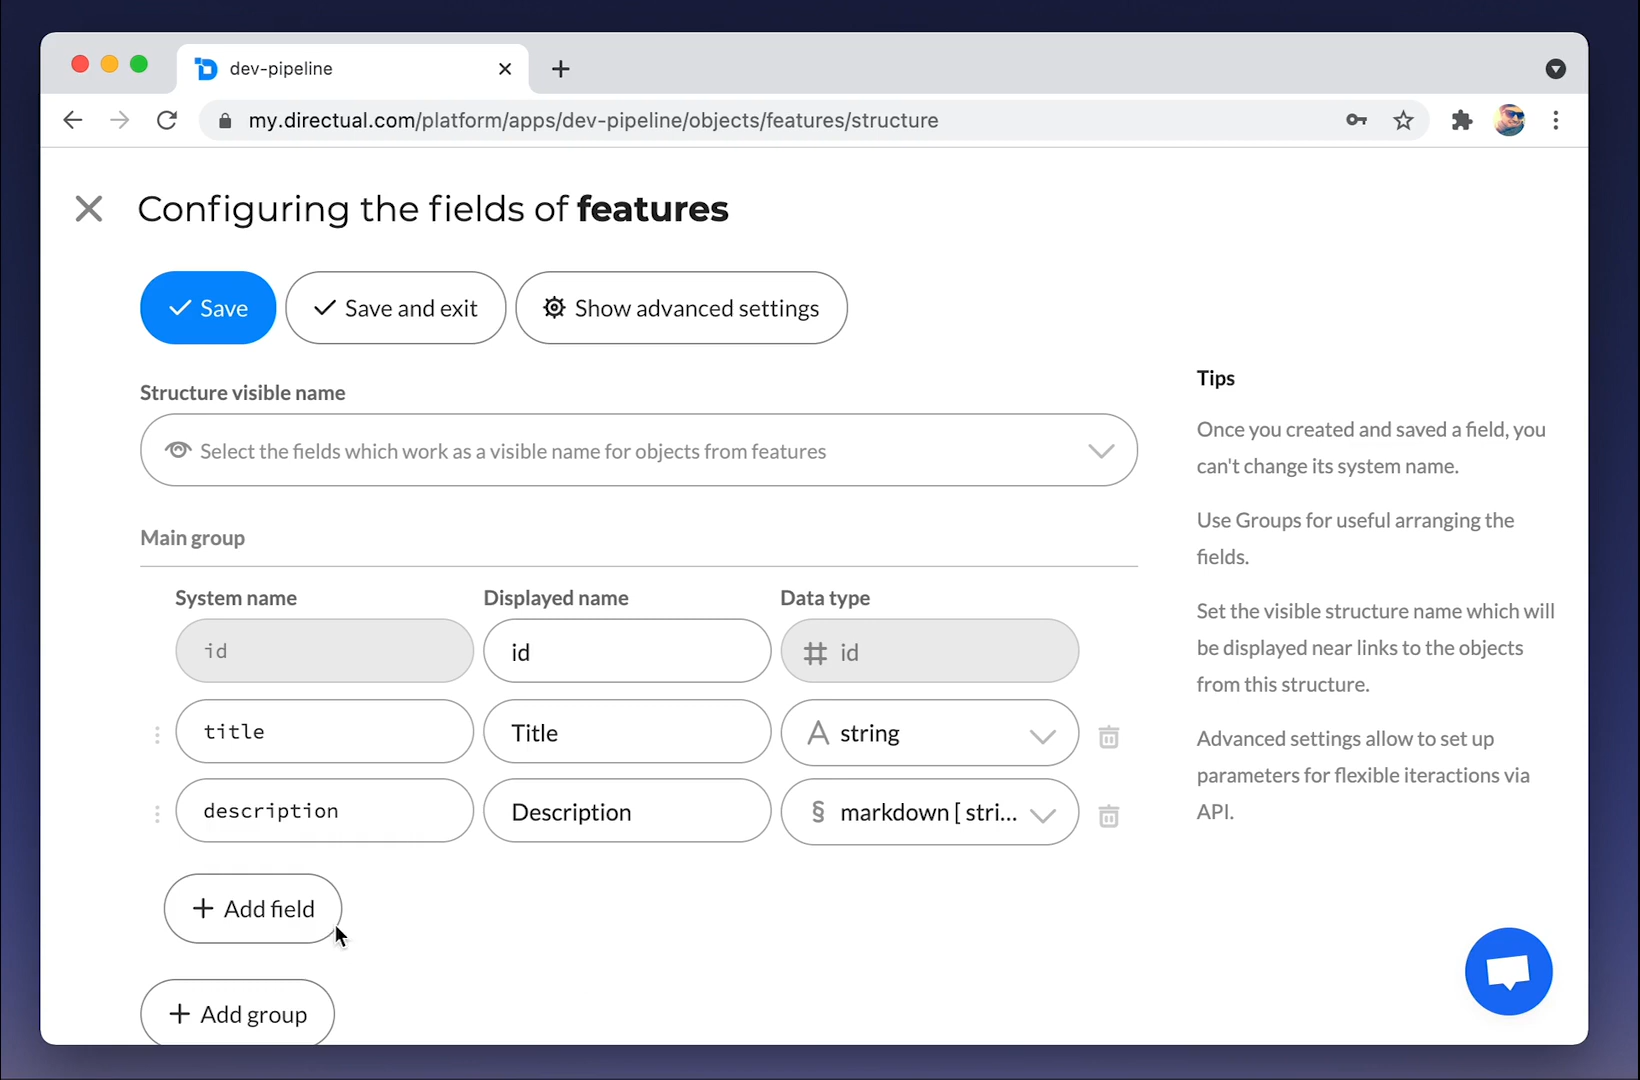 dev-pipeline
my.directual.com/platform/apps/dev-pipeline/objects/features/structure
Configuring the fields of features
Save
Save and exit
Show advanced settings
Structure visible name
Select the fields which work as a visible name for objects from features
Main group
System name Displayed name Data type
id id id
title Title string
description Description markdown [ stri...
Add field
Add group
Tips
Once you created and saved a field, you
can't change its system name.
Use Groups for useful arranging the
fields.
Set the visible structure name which will
be displayed near links to the objects
from this structure.
Advanced settings allow to set up
parameters for flexible iteractions via
API.